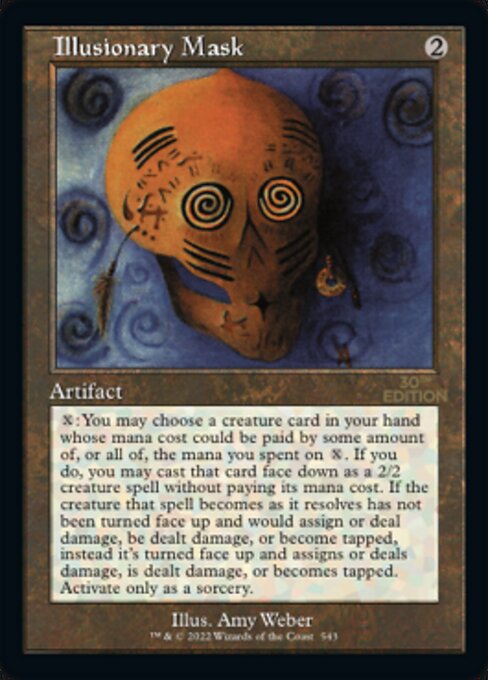 Illusionary Mask 2
30TH EDITION
Artifact
X:You may choose a creature card in your hand
whose mana cost could be paid by some amount
of, or all of, the mana you spent on X. If you
do, you may cast that card face down as a 2/2
creature spell without paying its mana cost. If the
creature that spell becomes as it resolves has not
been turned face up and would assign or deal
damage, be dealt damage, or become tapped,
instead it's turned face up and assigns or deals
damage, is dealt damage, or becomes tapped.
Activate only as a sorcery.
Illus. Amy Weber
™ & © 2022 Wizards of the Coast 543